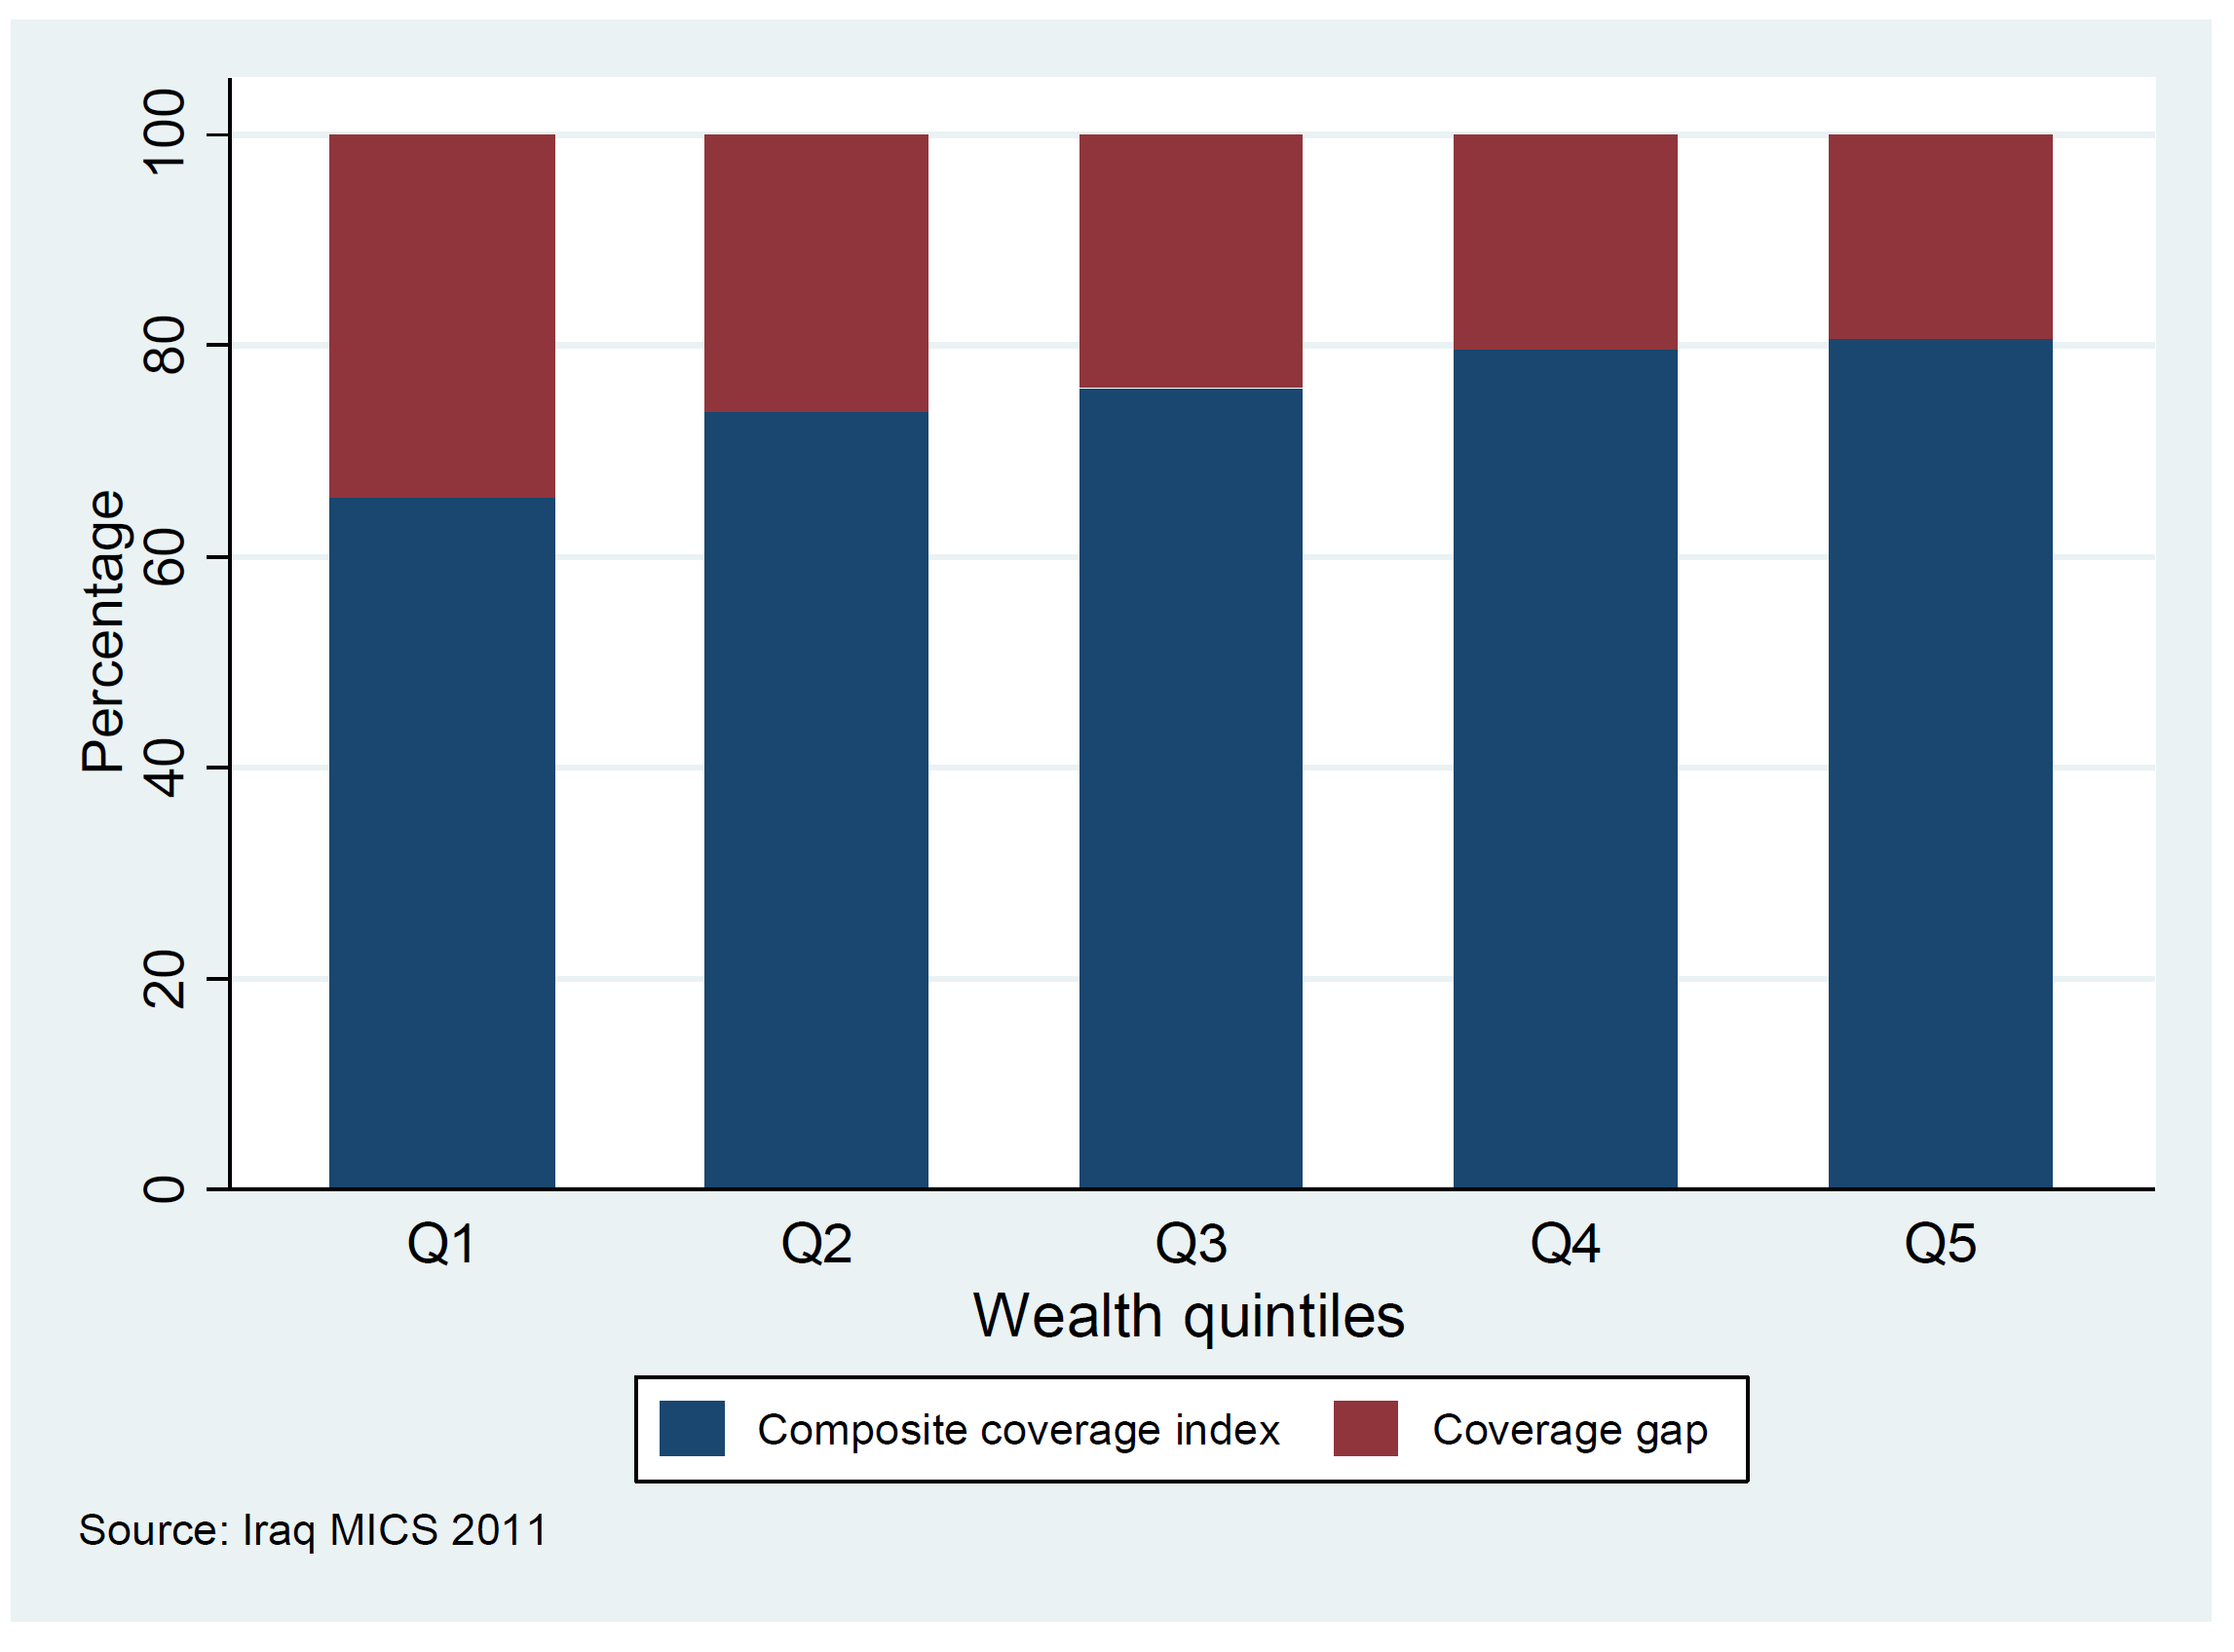 Percentage
100
80
60
40
20
0
Q1 Q2 Q3 Q4 Q5
Wealth quintiles
Composite coverage index Coverage gap
Source: Iraq MICS 2011